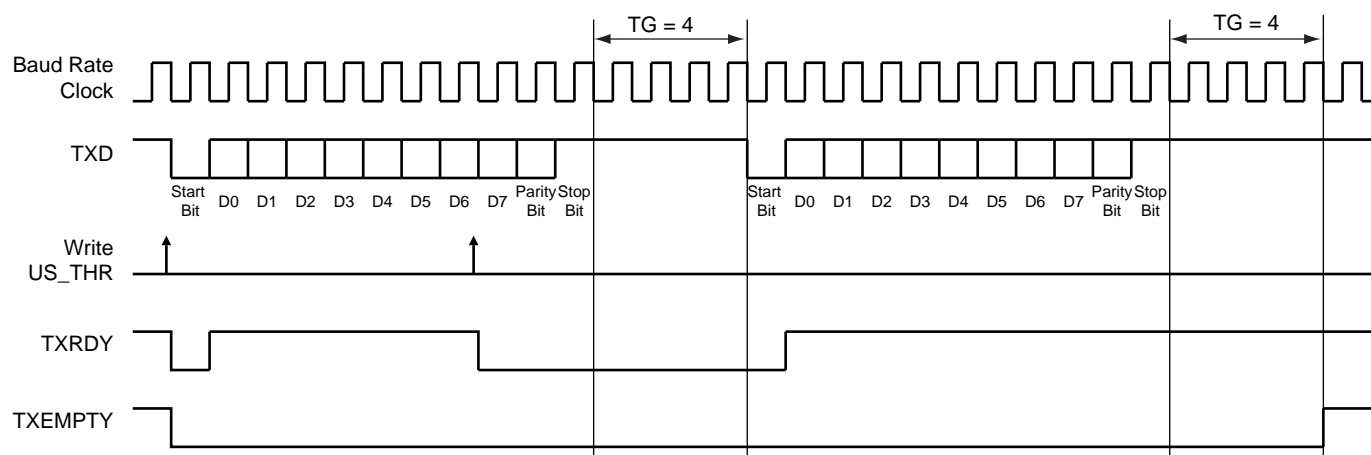 TG = 4
TG = 4
Baud Rate
Clock
TXD
Start
Bit
D0
D1
D2
D3
D4
D5
D6
D7
Parity
Bit
Stop
Bit
Start
Bit
D0
D1
D2
D3
D4
D5
D6
D7
Parity
Bit
Stop
Bit
Write
US_THR
TXRDY
TXEMPTY